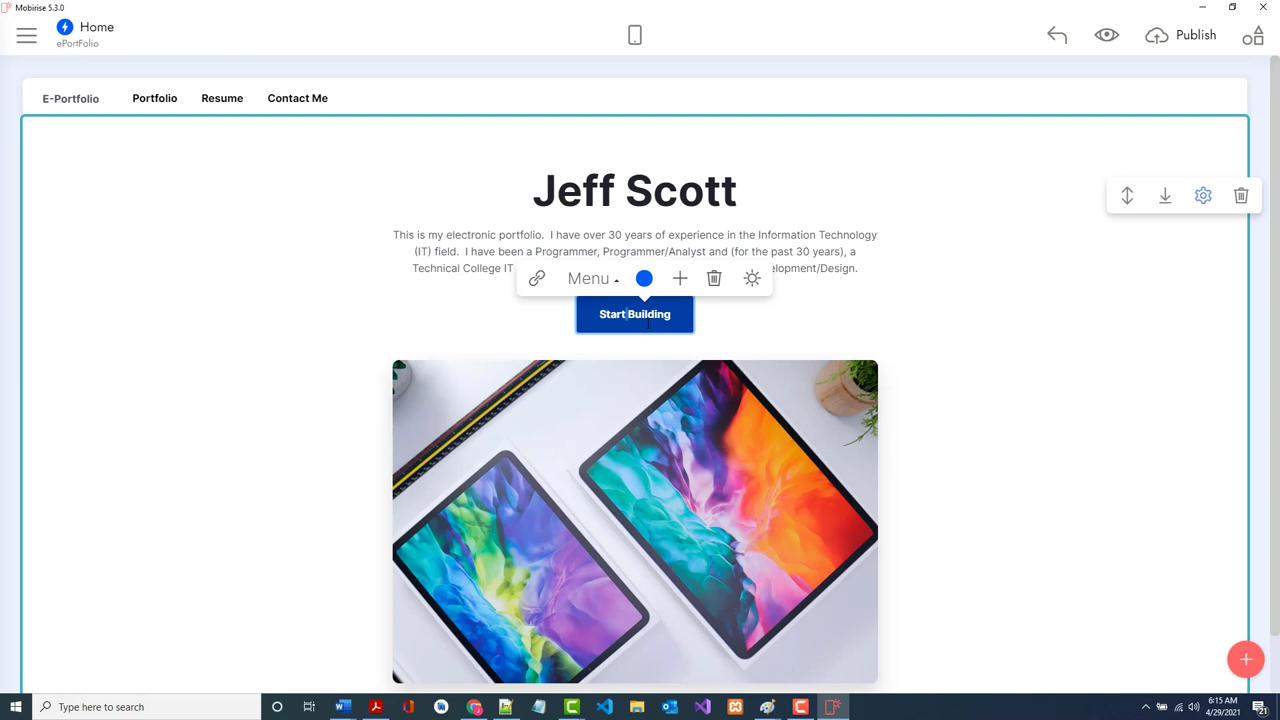 Mobirise 5.3.0
Home
ePortFolio
Publish
E-Portfolio Portfolio Resume Contact Me
Jeff Scott
This is my electronic portfolio. I have over 30 years of experience in the Information Technology
(IT) field. I have been a Programmer, Programmer/Analyst and (for the past 30 years), a
Technical College IT elopment/Design.
Menu
Start Building
Type here to search
6:15 AM
4/29/2021
21